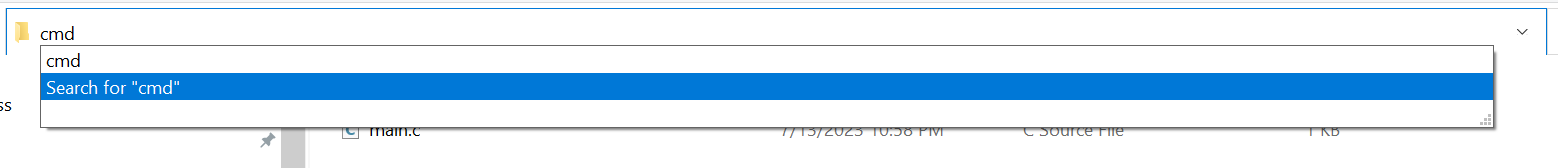 cmd
cmd
Search for "cmd"
ss
main.c 7/13/2023 10:58 PM C Source File 1 KB